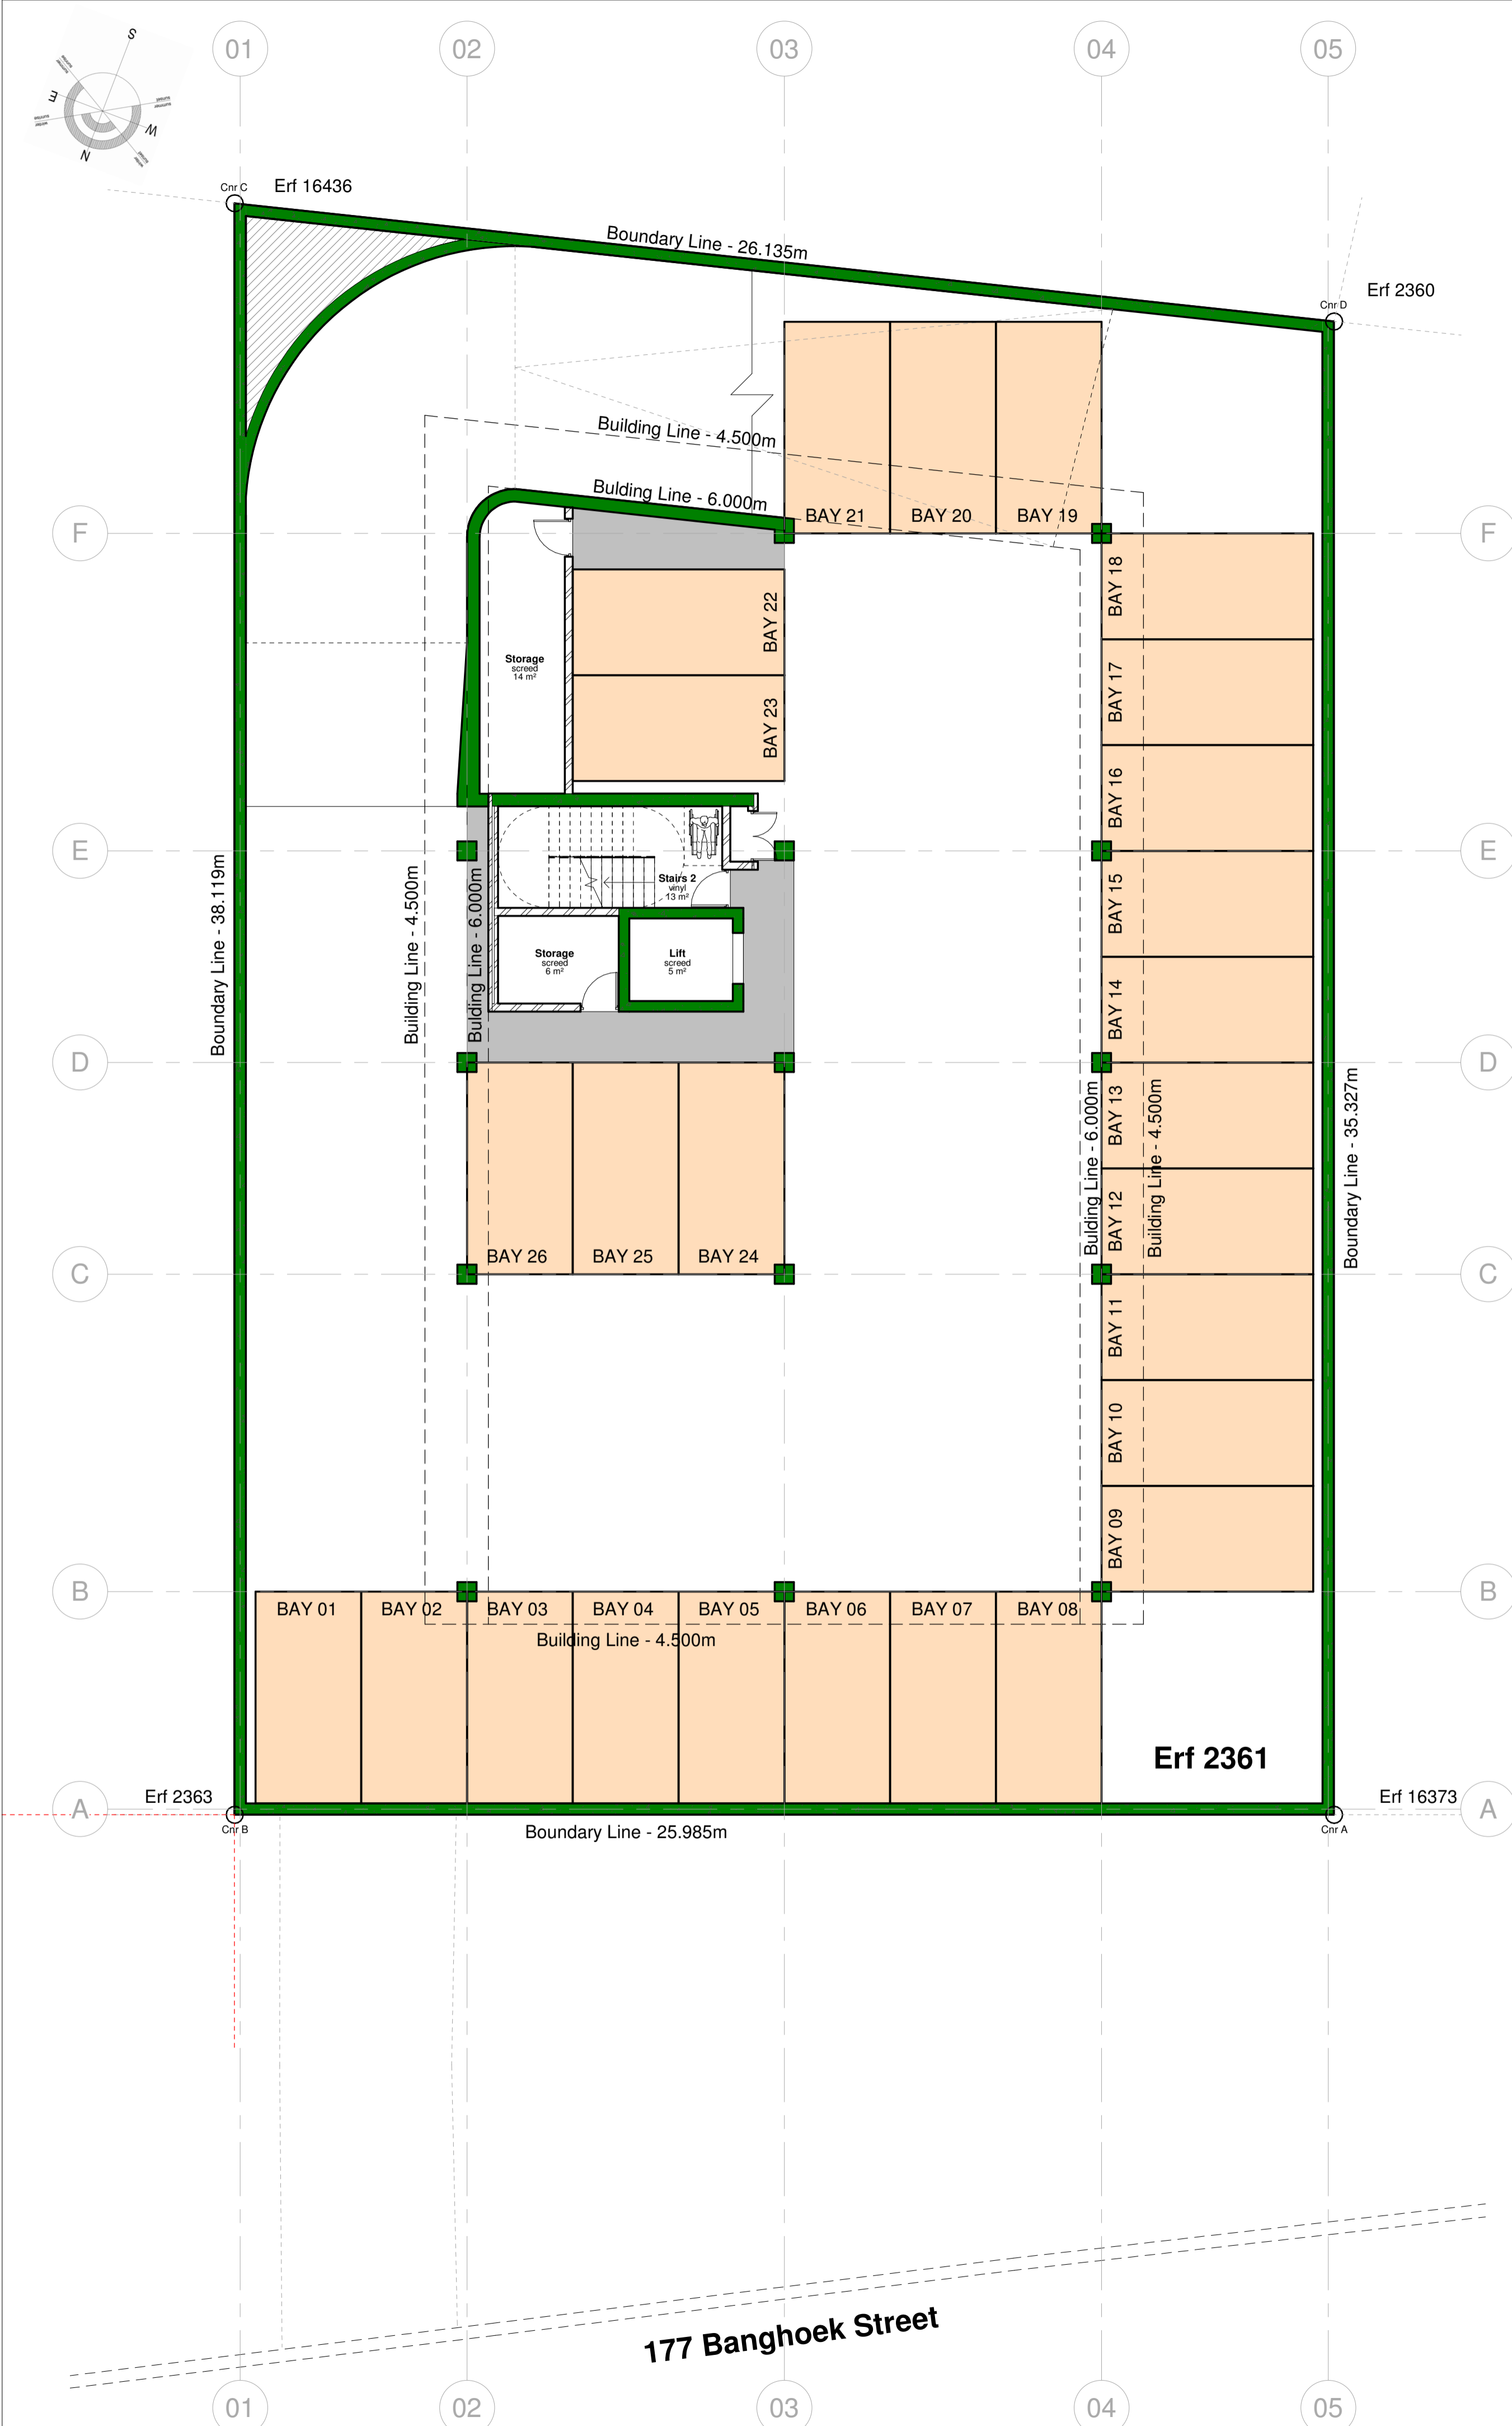 01
02
03
04
05
S
E
W
N
Cnr C
Erf 16436
Boundary Line - 26.135m
Erf 2360
Cnr D
Building Line - 4.500m
Bulding Line - 6.000m
BAY 21
BAY 20
BAY 19
F
F
BAY 18
BAY 22
Storage
screed
14 m²
BAY 17
BAY 23
BAY 16
E
E
Stairs 2
vinyl
13 m²
BAY 15
Boundary Line - 38.119m
Building Line - 4.500m
Bulding Line - 6.000m
Storage
screed
6 m²
Lift
screed
5 m²
BAY 14
D
D
BAY 13
Bulding Line - 6.000m
Building Line - 4.500m
Boundary Line - 35.327m
BAY 12
BAY 26
BAY 25
BAY 24
C
C
BAY 11
BAY 10
BAY 09
B
B
BAY 01
BAY 02
BAY 03
BAY 04
BAY 05
BAY 06
BAY 07
BAY 08
Building Line - 4.500m
Erf 2361
Erf 2363
Erf 16373
A
A
Cnr B
Boundary Line - 25.985m
Cnr A
177 Banghoek Street
01
02
03
04
05